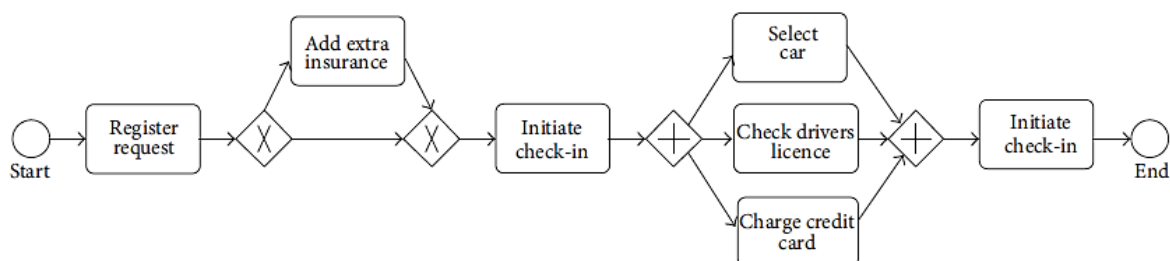 Start
Register
request
Add extra
insurance
Initiate
check-in
Select
car
Check drivers
licence
Charge credit
card
Initiate
check-in
End